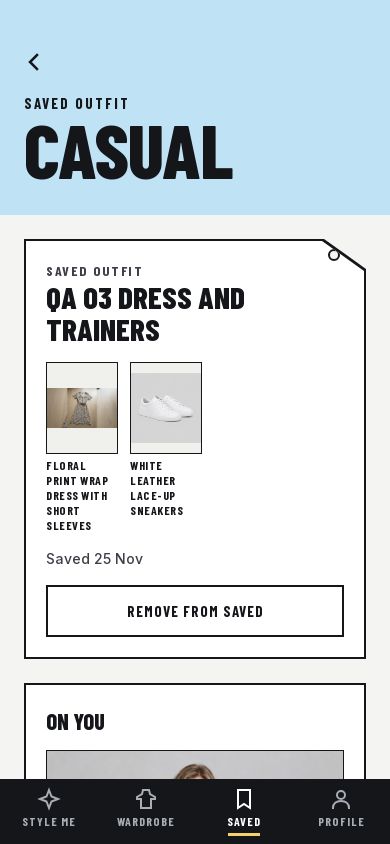 SAVED OUTFIT
CASUAL
SAVED OUTFIT
QA 03 DRESS AND
TRAINERS
FLORAL
PRINT WRAP
DRESS WITH
SHORT
SLEEVES
WHITE
LEATHER
LACE-UP
SNEAKERS
Saved 25 Nov
REMOVE FROM SAVED
ON YOU
STYLE ME
WARDROBE
SAVED
PROFILE